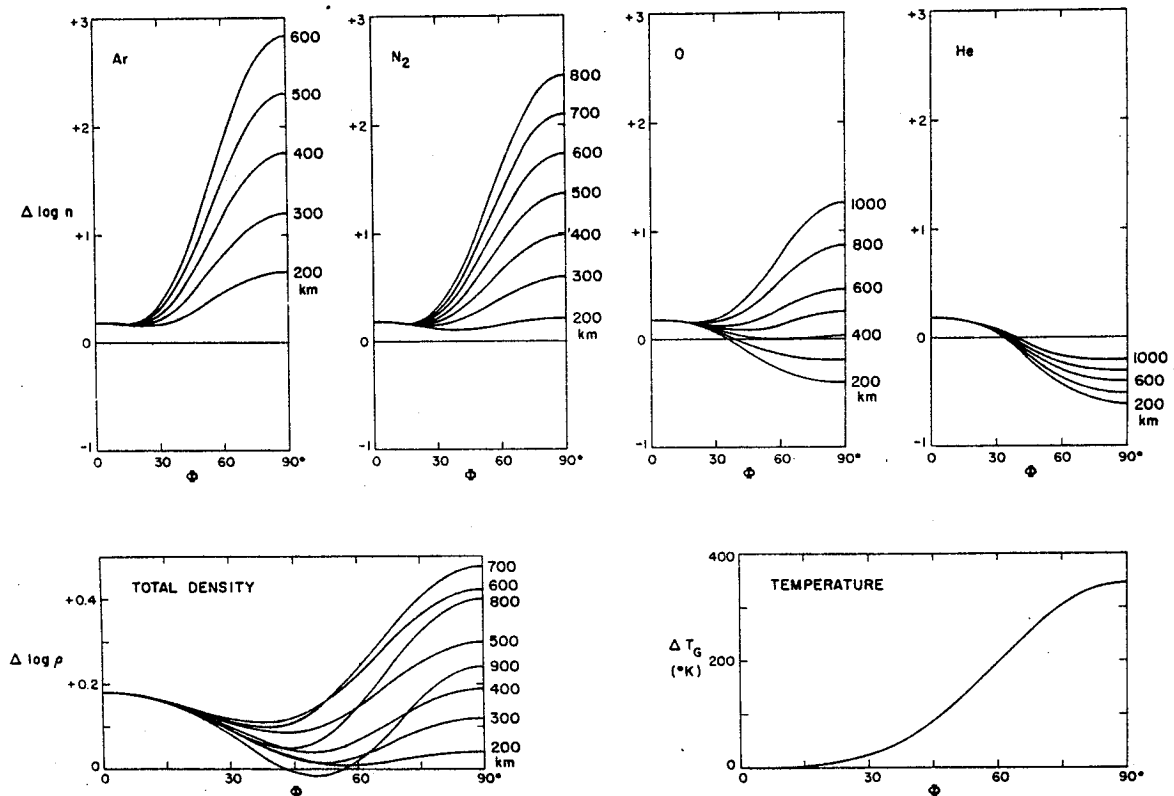 Ar
Δ log n
+3
+2
+1
0
-1
600
500
400
300
200
km
0 30 60 90°
Φ
N2
+3
+2
+1
0
-1
800
700
600
500
400
300
200
km
0 30 60 90°
Φ
O
+3
+2
+1
0
-1
1000
800
600
400
200
km
0 30 60 90°
Φ
He
+3
+2
+1
0
-1
1000
600
200
km
0 30 60 90°
Φ
TOTAL DENSITY
Δ log ρ
+0.4
+0.2
0
700
600
800
500
900
400
300
200
km
0 30 60 90°
Φ
TEMPERATURE
Δ TG
(°K)
400
200
0
0 30 60 90°
Φ